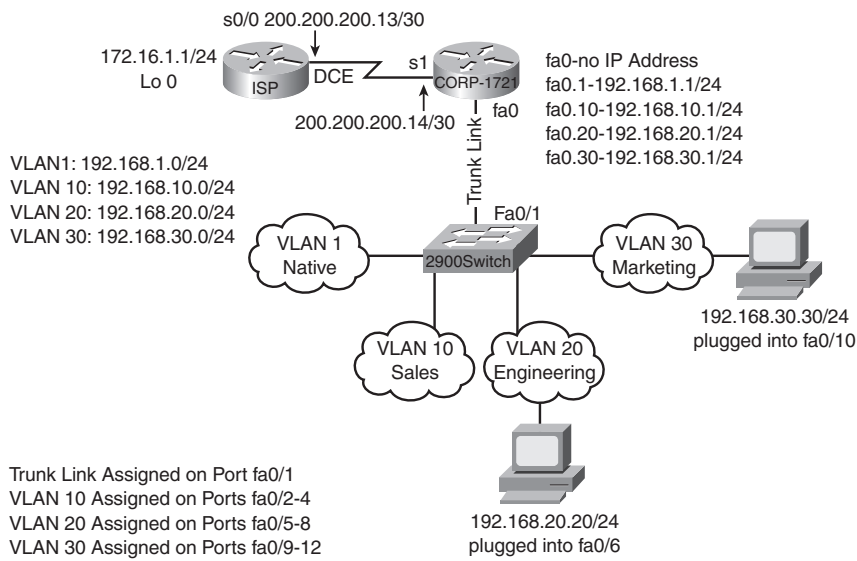 s0/0 200.200.200.13/30
172.16.1.1/24
Lo 0
ISP
DCE
s1
CORP-1721
fa0
200.200.200.14/30
fa0-no IP Address
fa0.1-192.168.1.1/24
fa0.10-192.168.10.1/24
fa0.20-192.168.20.1/24
fa0.30-192.168.30.1/24
Trunk Link
VLAN1: 192.168.1.0/24
VLAN 10: 192.168.10.0/24
VLAN 20: 192.168.20.0/24
VLAN 30: 192.168.30.0/24
Fa0/1
2900Switch
VLAN 1
Native
VLAN 30
Marketing
192.168.30.30/24
plugged into fa0/10
VLAN 10
Sales
VLAN 20
Engineering
192.168.20.20/24
plugged into fa0/6
Trunk Link Assigned on Port fa0/1
VLAN 10 Assigned on Ports fa0/2-4
VLAN 20 Assigned on Ports fa0/5-8
VLAN 30 Assigned on Ports fa0/9-12